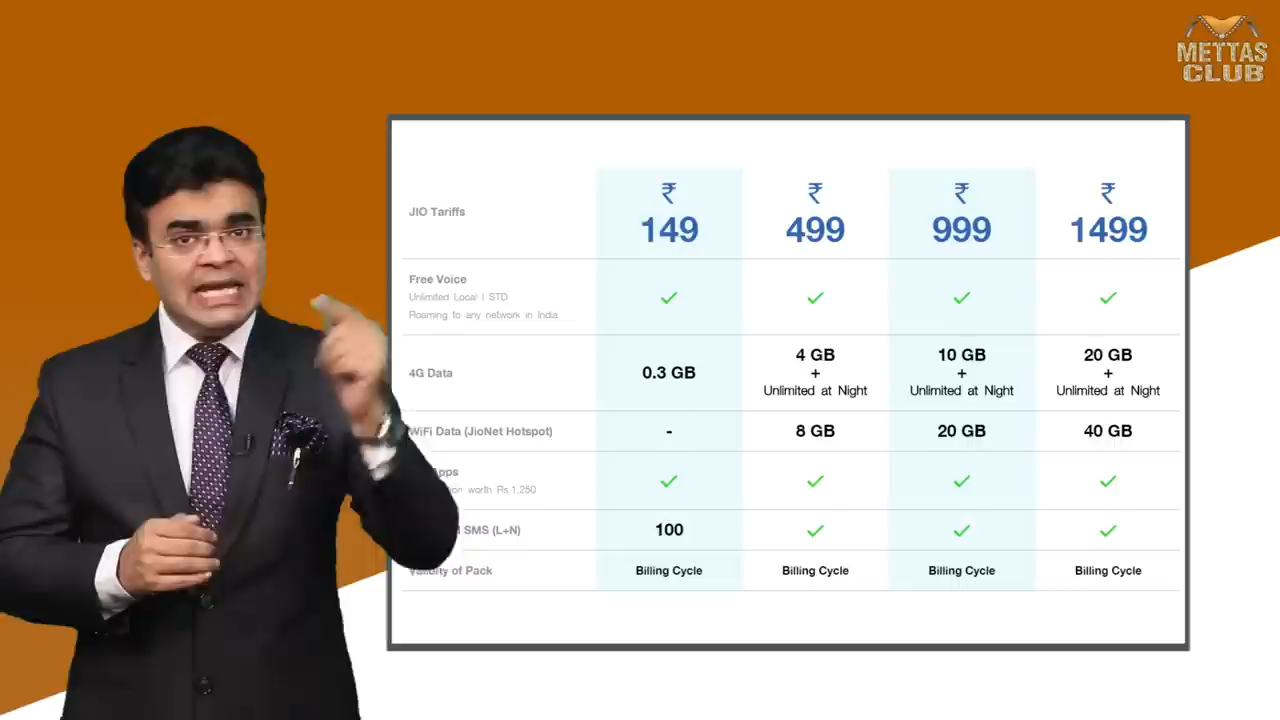 METTAS
CLUB
JIO Tariffs
₹
149
₹
499
₹
999
₹
1499
Free Voice
Unlimited Local | STD
Roaming to any network in India
4G Data
0.3 GB
4 GB
+
Unlimited at Night
10 GB
+
Unlimited at Night
20 GB
+
Unlimited at Night
WiFi Data (JioNet Hotspot)
-
8 GB
20 GB
40 GB
worth Rs.1,250
SMS (L+N)
100
Validity of Pack
Billing Cycle
Billing Cycle
Billing Cycle
Billing Cycle